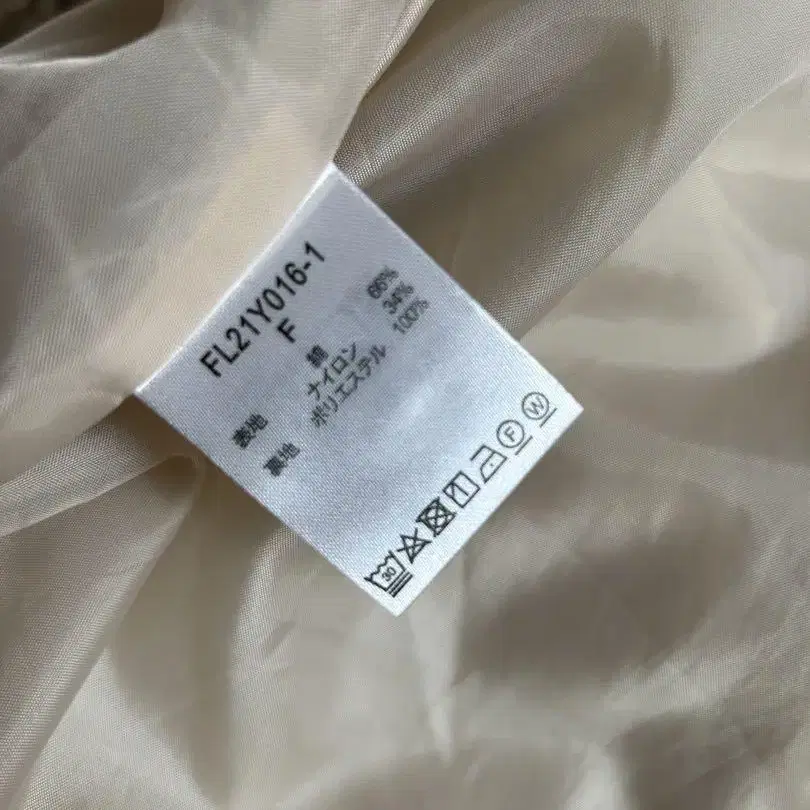 FL21Y016-1
F
表地 綿 66%
ナイロン 34%
裏地 ポリエステル 100%
30 F W